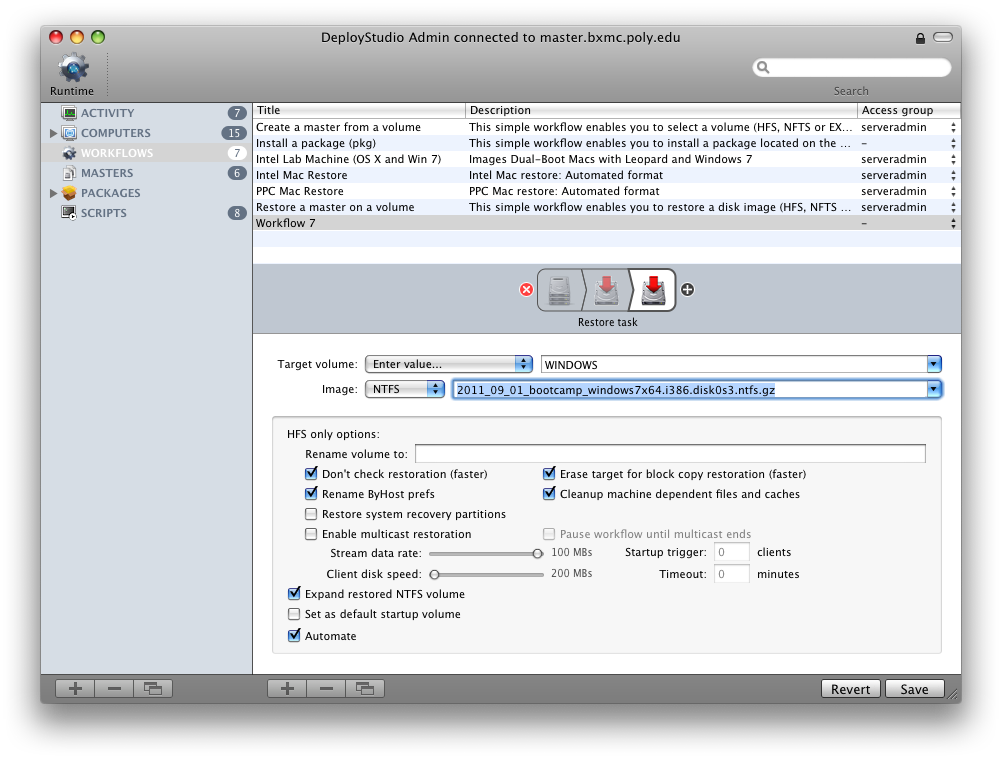 DeployStudio Admin connected to master.bxmc.poly.edu
Runtime
Search
ACTIVITY 7
COMPUTERS 15
WORKFLOWS 7
MASTERS 6
PACKAGES
SCRIPTS 8
Title Description Access group
Create a master from a volume This simple workflow enables you to select a volume (HFS, NFTS or EX... serveradmin
Install a package (pkg) This simple workflow enables you to install a package located on the ... –
Intel Lab Machine (OS X and Win 7) Images Dual-Boot Macs with Leopard and Windows 7 serveradmin
Intel Mac Restore Intel Mac restore: Automated format serveradmin
PPC Mac Restore PPC Mac restore: Automated format serveradmin
Restore a master on a volume This simple workflow enables you to restore a disk image (HFS, NFTS ... serveradmin
Workflow 7 –
Restore task
Target volume: Enter value... WINDOWS
Image: NTFS 2011_09_01_bootcamp_windows7x64.i386.disk0s3.ntfs.gz
HFS only options:
Rename volume to:
Don't check restoration (faster) Erase target for block copy restoration (faster)
Rename ByHost prefs Cleanup machine dependent files and caches
Restore system recovery partitions
Enable multicast restoration Pause workflow until multicast ends
Stream data rate: 100 MBs Startup trigger: 0 clients
Client disk speed: 200 MBs Timeout: 0 minutes
Expand restored NTFS volume
Set as default startup volume
Automate
Revert Save